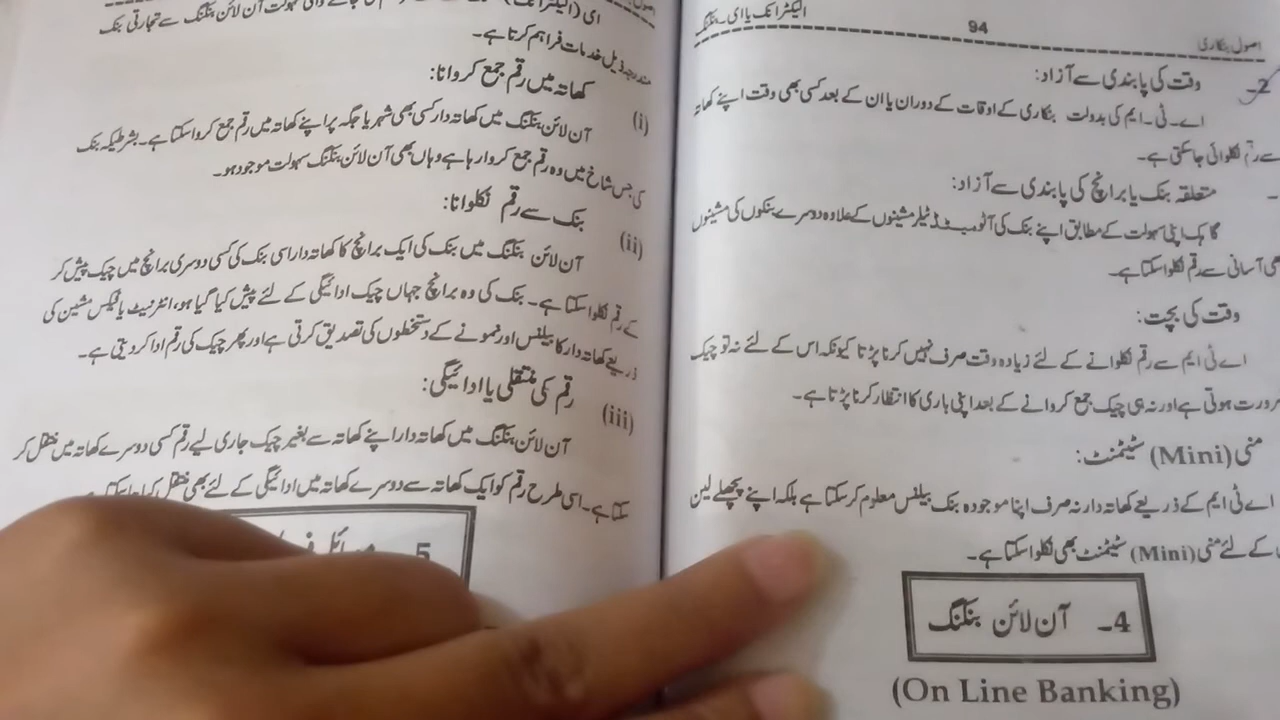 اصول بنکاری
94
الیکٹرانک یا ای۔ بنکنگ
2۔ وقت کی پابندی سے آزاد:
اے۔ ٹی۔ ایم کی بدولت بنکاری کے اوقات کے دوران یا ان کے بعد کسی بھی وقت اپنے کھاتہ
سے رقم نکلوائی جاسکتی ہے۔
متعلقہ بنک یا برانچ کی پابندی سے آزاد:
گاہک اپنی سہولت کے مطابق اپنے بنک کی آٹومیٹڈ ٹیلر مشینوں کے علاوہ دوسرے بنکوں کی مشینوں
آسانی سے رقم نکلوا سکتا ہے۔
وقت کی بچت:
اے ٹی ایم سے رقم نکلوانے کے لئے زیادہ وقت صرف نہیں کرنا پڑتا کیونکہ اس کے لئے نہ تو چیک
ہوتی ہے اور نہ ہی چیک جمع کروانے کے بعد اپنی باری کا انتظار کرنا پڑتا ہے۔
منی (Mini) سٹیٹمنٹ:
اے ٹی ایم کے ذریعے کھاتہ دار نہ صرف اپنا موجودہ بنک بیلنس معلوم کرسکتا ہے بلکہ اپنے پچھلے لین
کے لئے منی (Mini) سٹیٹمنٹ بھی نکلوا سکتا ہے۔
4۔ آن لائن بنکنگ
(On Line Banking)
سہولت آن لائن بنکنگ سے تجارتی بنک
مندرجہ ذیل خدمات فراہم کرتا ہے۔
(i) کھاتہ میں رقم جمع کروانا:
آن لائن بنکنگ میں کھاتہ دار کسی بھی شہر یا جگہ پر اپنے کھاتہ میں رقم جمع کروا سکتا ہے۔ بشرطیکہ بنک
کی جس شاخ میں وہ رقم جمع کروا رہا ہے وہاں بھی آن لائن بنکنگ سہولت موجود ہو۔
(ii) بنک سے رقم نکلوانا:
آن لائن بنکنگ میں بنک کی ایک برانچ کا کھاتہ دار اسی بنک کی کسی دوسری برانچ میں چیک پیش کر
کے رقم نکلوا سکتا ہے۔ بنک کی وہ برانچ جہاں چیک ادائیگی کے لئے پیش کیا گیا ہو، انٹرنیٹ یا فیکس مشین کی
ذریعے کھاتہ دار کا بیلنس اور نمونے کے دستخطوں کی تصدیق کرتی ہے اور پھر چیک کی رقم ادا کر دیتی ہے۔
(iii) رقم کی منتقلی یا ادائیگی:
آن لائن بنکنگ میں کھاتہ دار اپنے کھاتہ سے بغیر چیک جاری کیے رقم کسی دوسرے کھاتہ میں منتقل کر
سکتا ہے۔ اسی طرح رقم کو ایک کھاتہ سے دوسرے کھاتہ میں ادائیگی کے لئے بھی منتقل کیا جا سکتا ہے۔
5۔